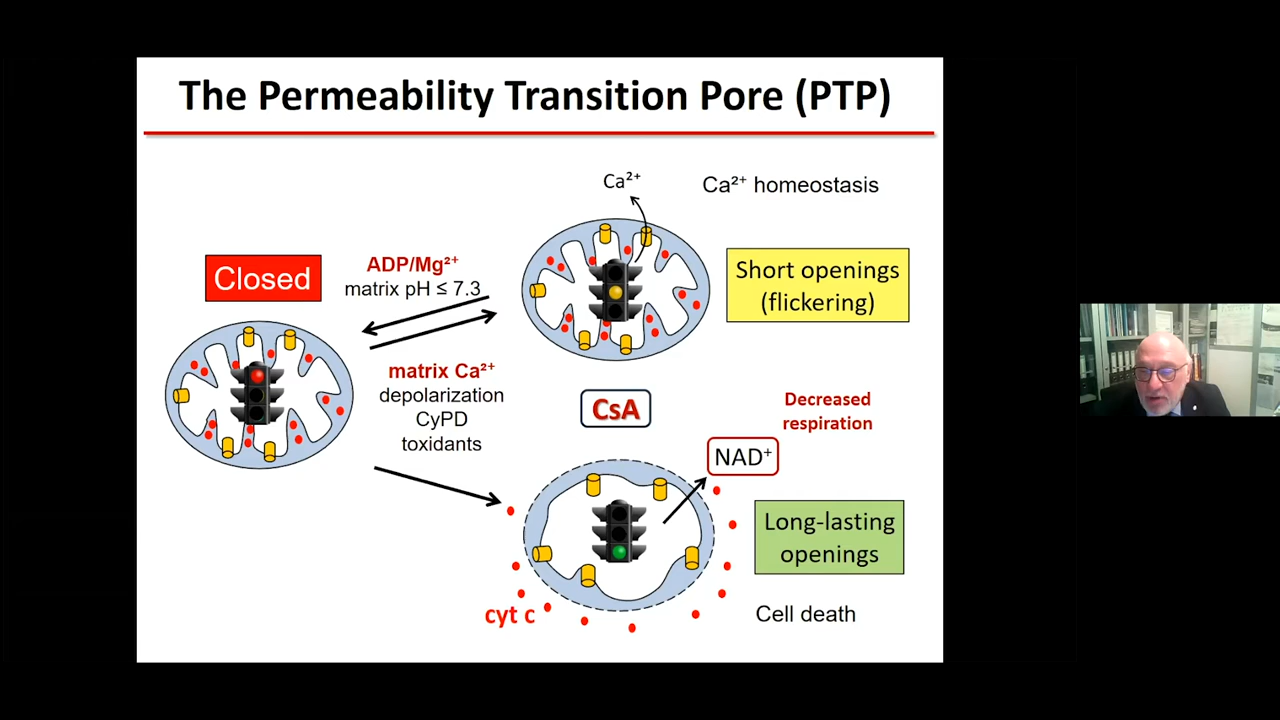 The Permeability Transition Pore (PTP)
Ca²⁺
Ca²⁺ homeostasis
Closed
ADP/Mg²⁺
matrix pH ≤ 7.3
Short openings
(flickering)
matrix Ca²⁺
depolarization
CyPD
toxidants
CsA
Decreased
respiration
NAD⁺
Long-lasting
openings
cyt c
Cell death